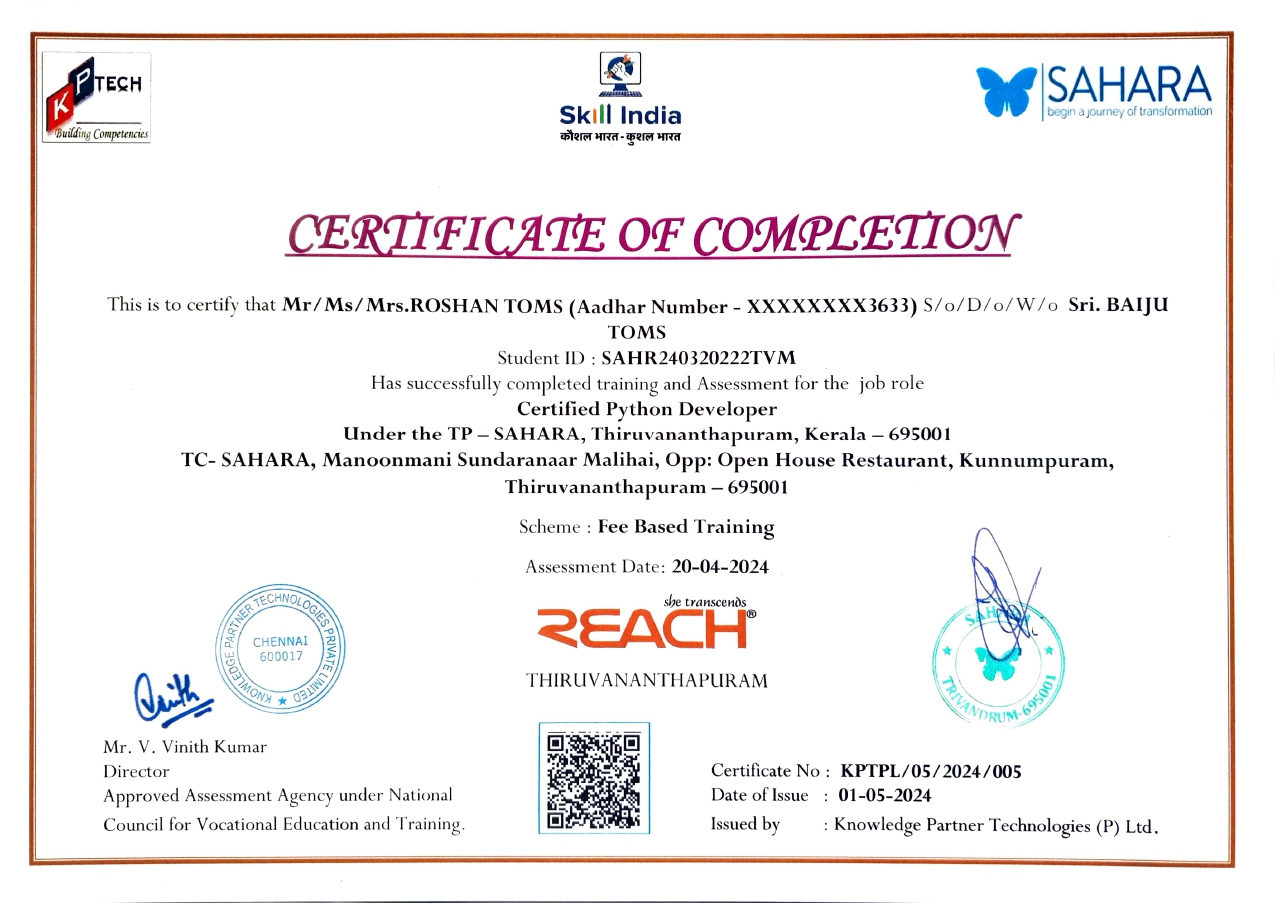 KPTECH
Building Competencies
Skill India
कौशल भारत - कुशल भारत
SAHARA
begin a journey of transformation
CERTIFICATE OF COMPLETION
This is to certify that Mr/Ms/Mrs.ROSHAN TOMS (Aadhar Number - XXXXXXXX3633) S/o/D/o/W/o Sri. BAIJU
TOMS
Student ID : SAHR240320222TVM
Has successfully completed training and Assessment for the job role
Certified Python Developer
Under the TP – SAHARA, Thiruvananthapuram, Kerala – 695001
TC- SAHARA, Manoonmani Sundaranaar Malihai, Opp: Open House Restaurant, Kunnumpuram,
Thiruvananthapuram – 695001
Scheme : Fee Based Training
Assessment Date: 20-04-2024
she transcends
REACH®
THIRUVANANTHAPURAM
KNOWLEDGE PARTNER TECHNOLOGIES PRIVATE LIMITED
CHENNAI
600017
Vinith
SAHARA
TRIVANDRUM-695001
Mr. V. Vinith Kumar
Director
Approved Assessment Agency under National
Council for Vocational Education and Training.
Certificate No : KPTPL/05/2024/005
Date of Issue : 01-05-2024
Issued by : Knowledge Partner Technologies (P) Ltd.